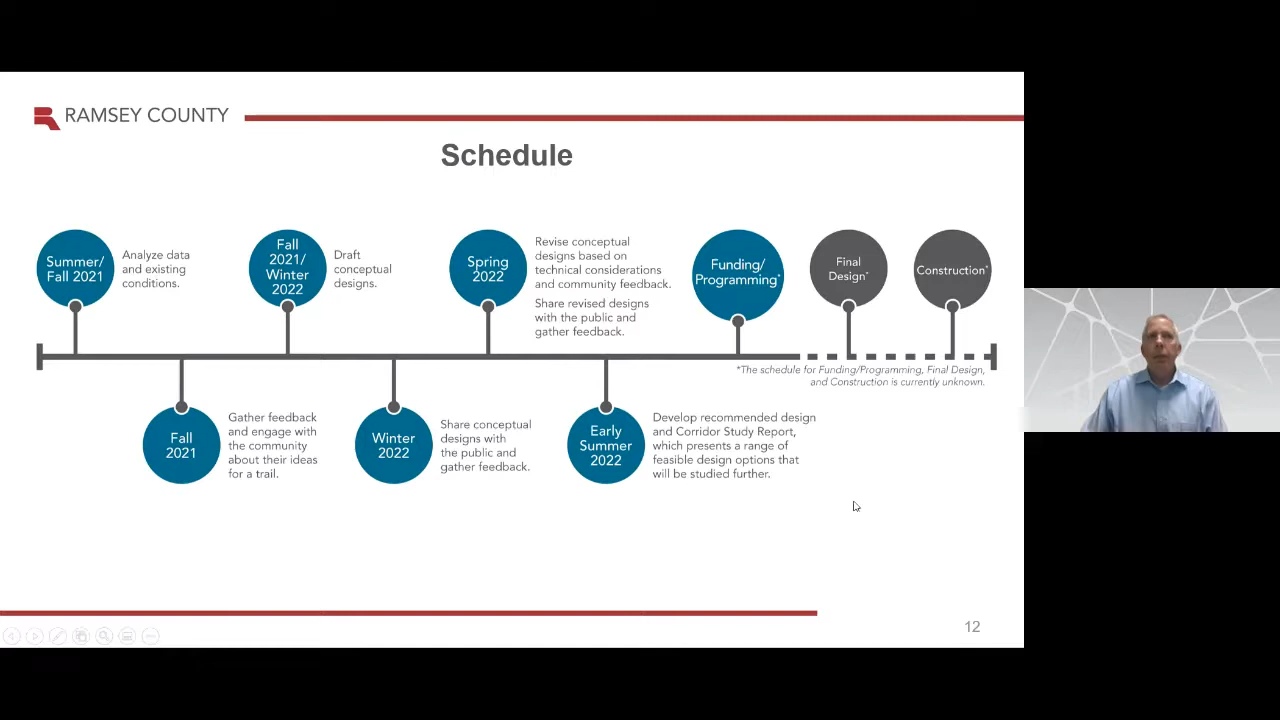 RAMSEY COUNTY
Schedule
Summer/
Fall 2021
Analyze data
and existing
conditions.
Fall
2021/
Winter
2022
Draft
conceptual
designs.
Spring
2022
Revise conceptual
designs based on
technical considerations
and community feedback.
Share revised designs
with the public and
gather feedback.
Funding/
Programming*
Final
Design*
Construction*
*The schedule for Funding/Programming, Final Design,
and Construction is currently unknown.
Fall
2021
Gather feedback
and engage with
the community
about their ideas
for a trail.
Winter
2022
Share conceptual
designs with
the public and
gather feedback.
Early
Summer
2022
Develop recommended design
and Corridor Study Report,
which presents a range of
feasible design options that
will be studied further.
12